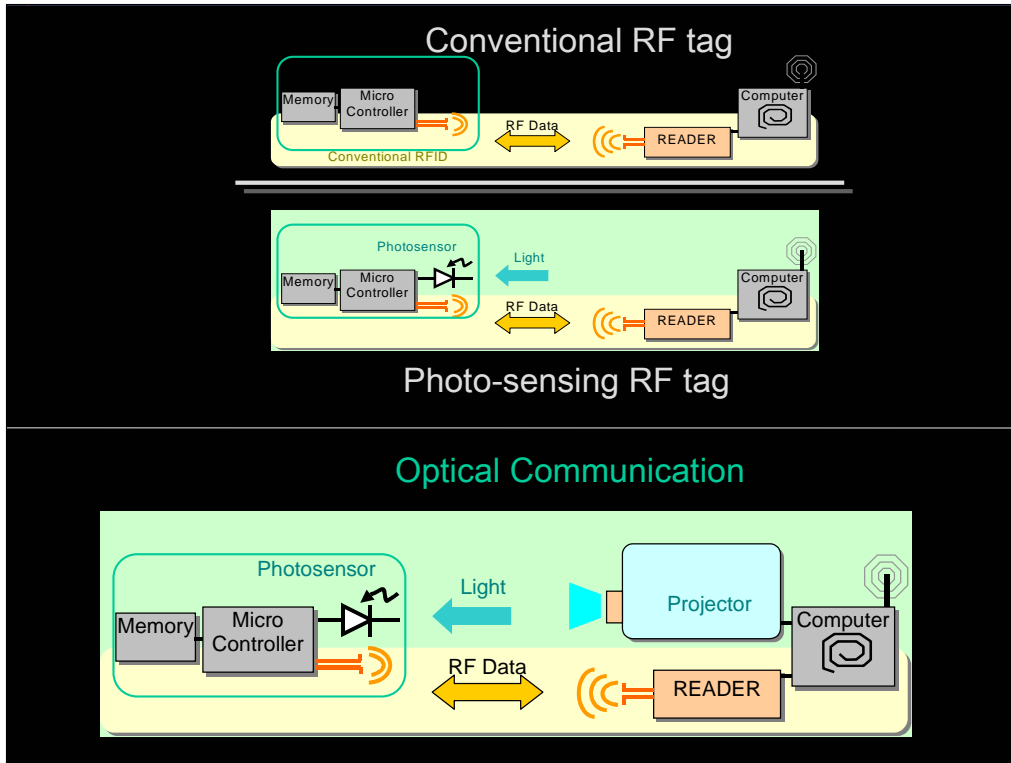 Conventional RF tag
Memory
Micro
Controller
Computer
RF Data
READER
Conventional RFID
Photosensor
Light
Memory
Micro
Controller
Computer
RF Data
READER
Photo-sensing RF tag
Optical Communication
Photosensor
Light
Projector
Memory
Micro
Controller
Computer
RF Data
READER